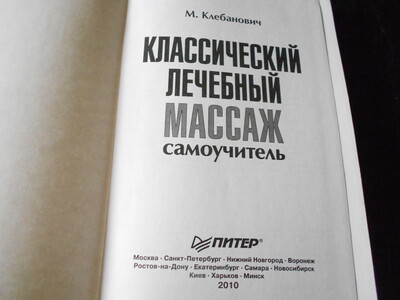 М. Клебанович
КЛАССИЧЕСКИЙ
ЛЕЧЕБНЫЙ
МАССАЖ
самоучитель
ПИТЕР®
Москва · Санкт-Петербург · Нижний Новгород · Воронеж
Ростов-на-Дону · Екатеринбург · Самара · Новосибирск
Киев · Харьков · Минск
2010